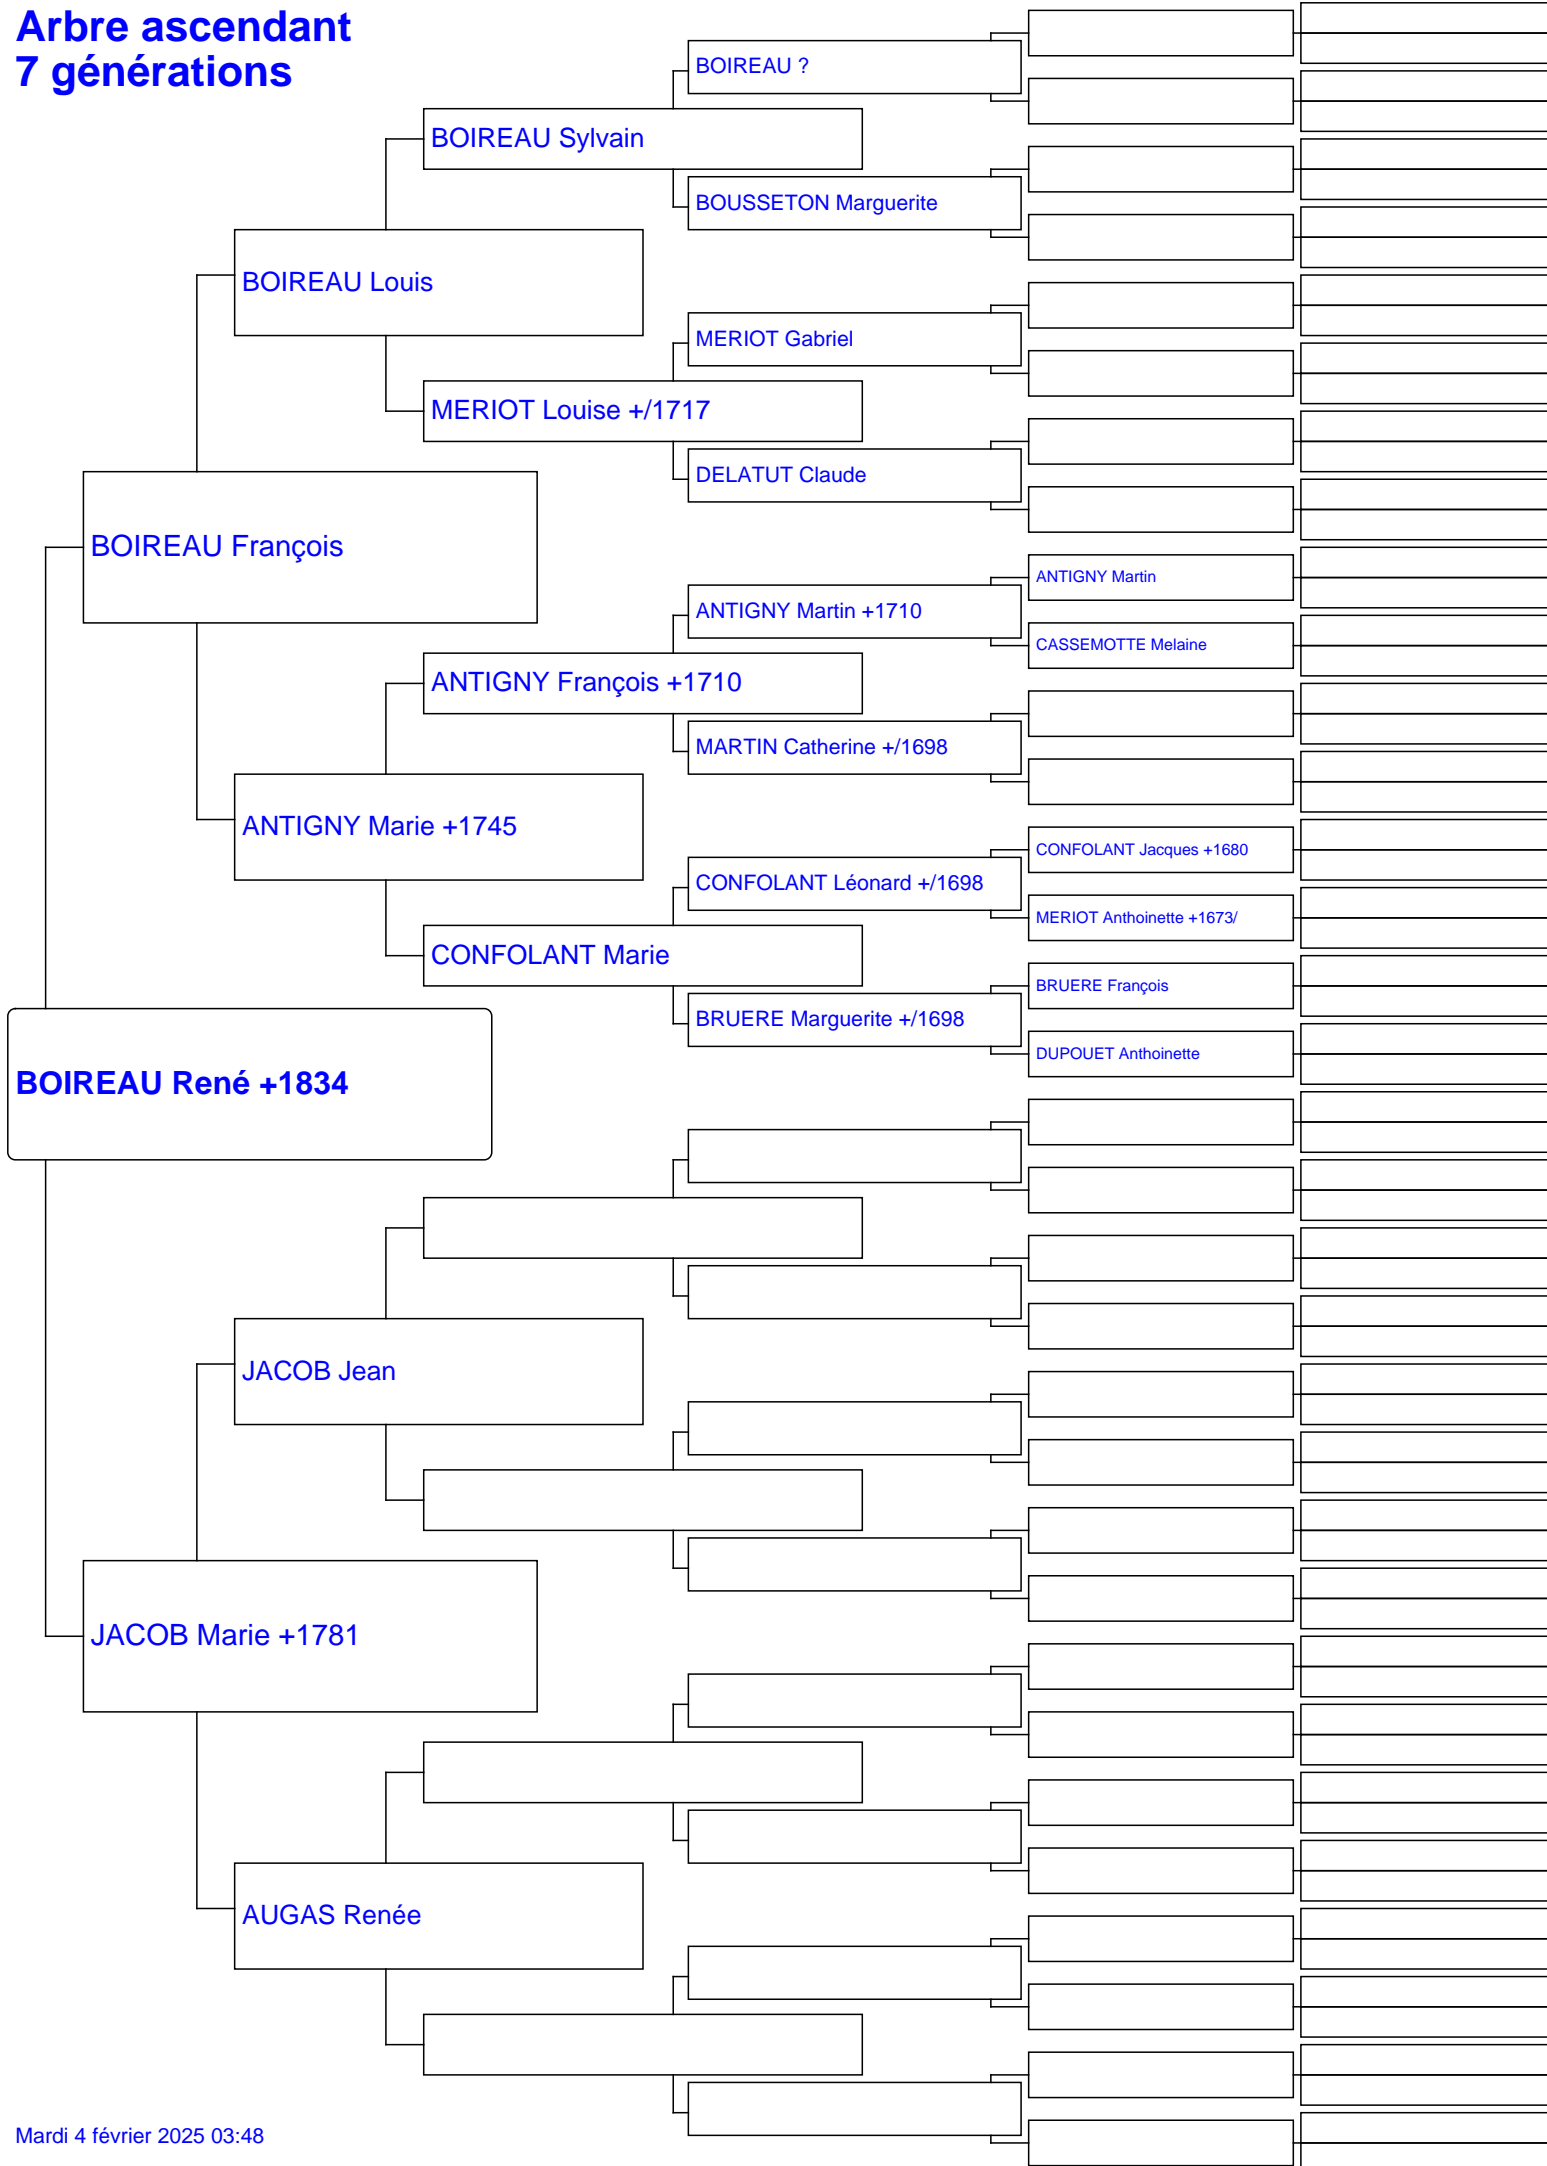 Arbre ascendant
7 générations
BOIREAU ?
BOIREAU Sylvain
BOUSSETON Marguerite
BOIREAU Louis
MERIOT Gabriel
MERIOT Louise +/1717
DELATUT Claude
BOIREAU François
ANTIGNY Martin
ANTIGNY Martin +1710
CASSEMOTTE Melaine
ANTIGNY François +1710
MARTIN Catherine +/1698
ANTIGNY Marie +1745
CONFOLANT Jacques +1680
CONFOLANT Léonard +/1698
MERIOT Anthoinette +1673/
CONFOLANT Marie
BRUERE François
BRUERE Marguerite +/1698
DUPOUET Anthoinette
BOIREAU René +1834
JACOB Jean
JACOB Marie +1781
AUGAS Renée
Mardi 4 février 2025 03:48